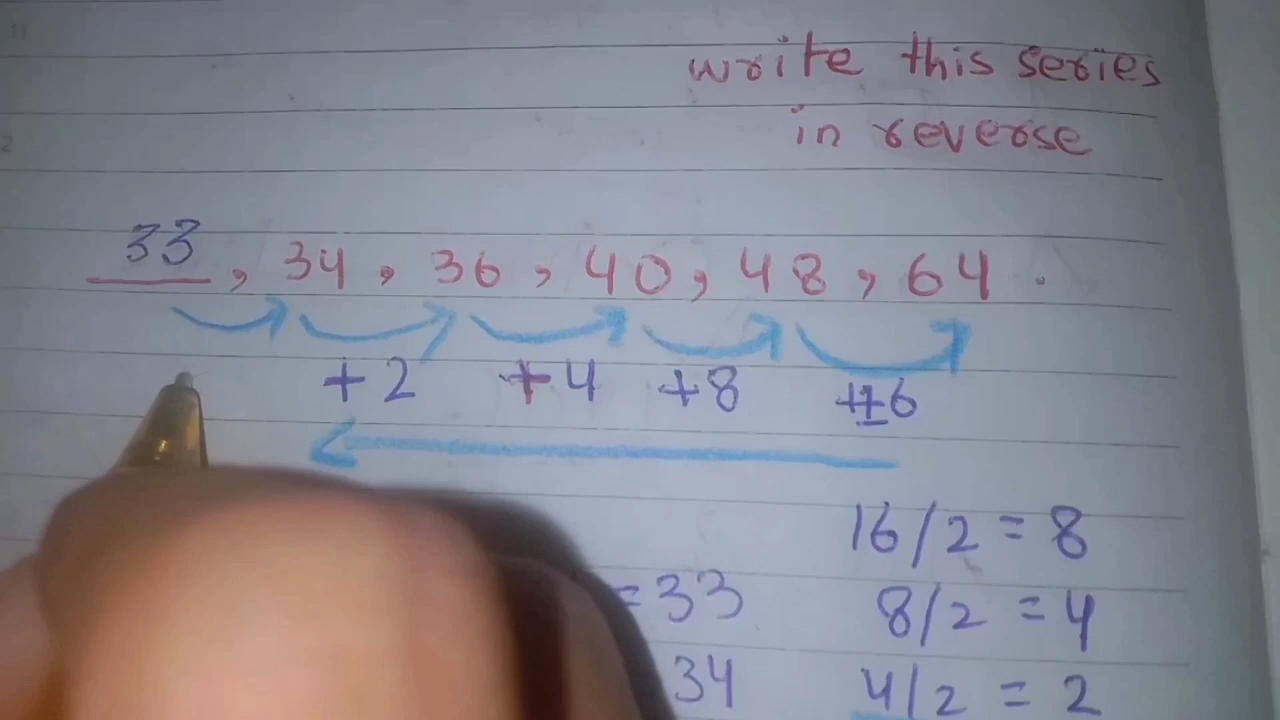 write this series
in reverse
33, 34, 36, 40, 48, 64.
+2 +4 +8 +16
16/2 = 8
= 33 8/2 = 4
34 4/2 = 2